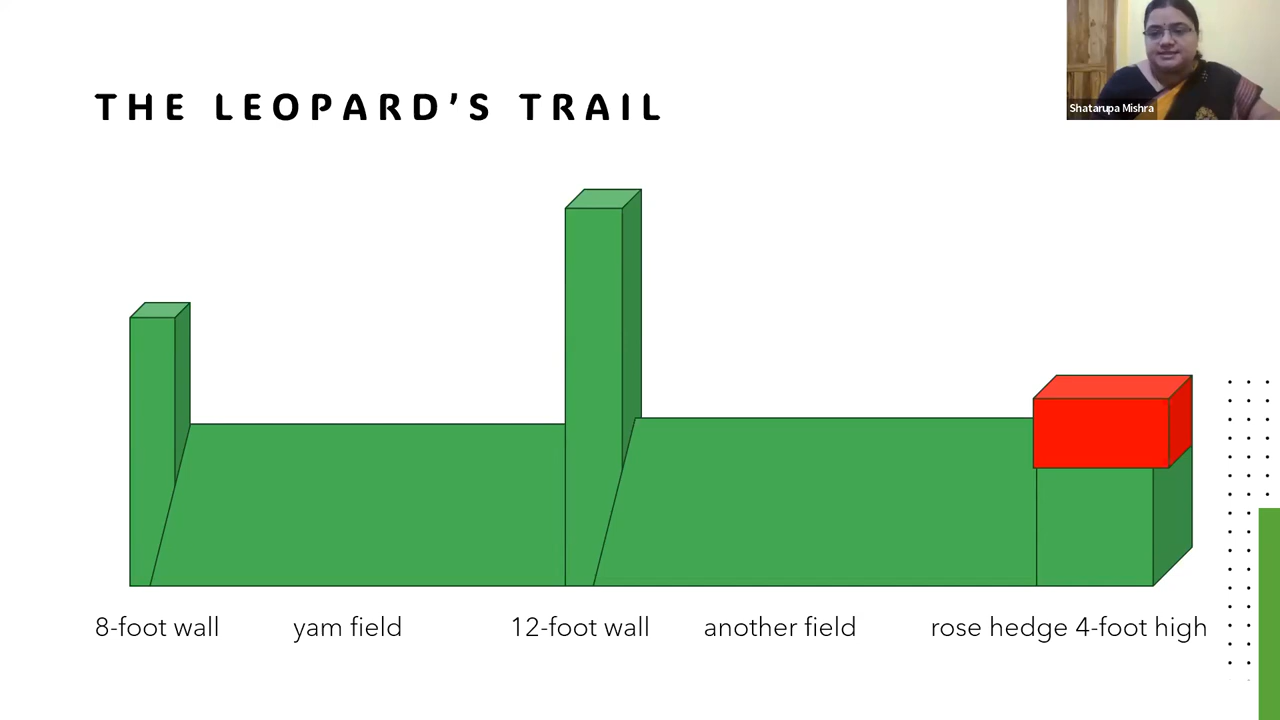 THE LEOPARD'S TRAIL
Shatarupa Mishra
8-foot wall yam field 12-foot wall another field rose hedge 4-foot high